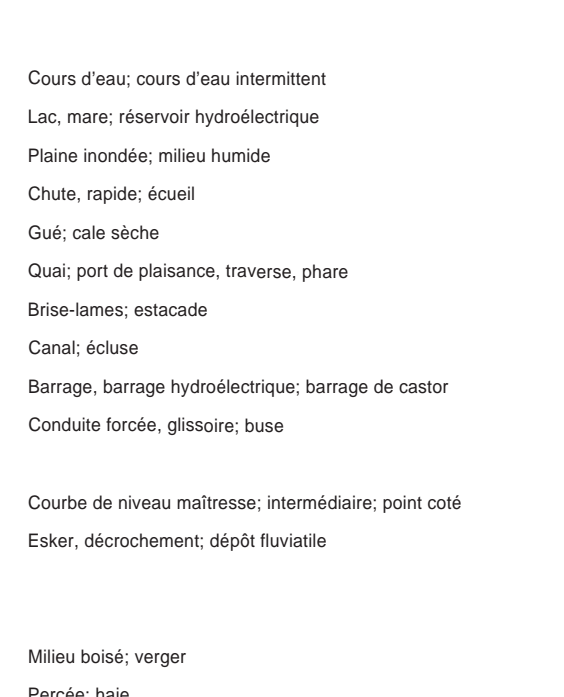 Cours d'eau; cours d'eau intermittent
Lac, mare; réservoir hydroélectrique
Plaine inondée; milieu humide
Chute, rapide; écueil
Gué; cale sèche
Quai; port de plaisance, traverse, phare
Brise-lames; estacade
Canal; écluse
Barrage, barrage hydroélectrique; barrage de castor
Conduite forcée, glissoire; buse
Courbe de niveau maîtresse; intermédiaire; point coté
Esker, décrochement; dépôt fluviatile
Milieu boisé; verger
Percée; haie